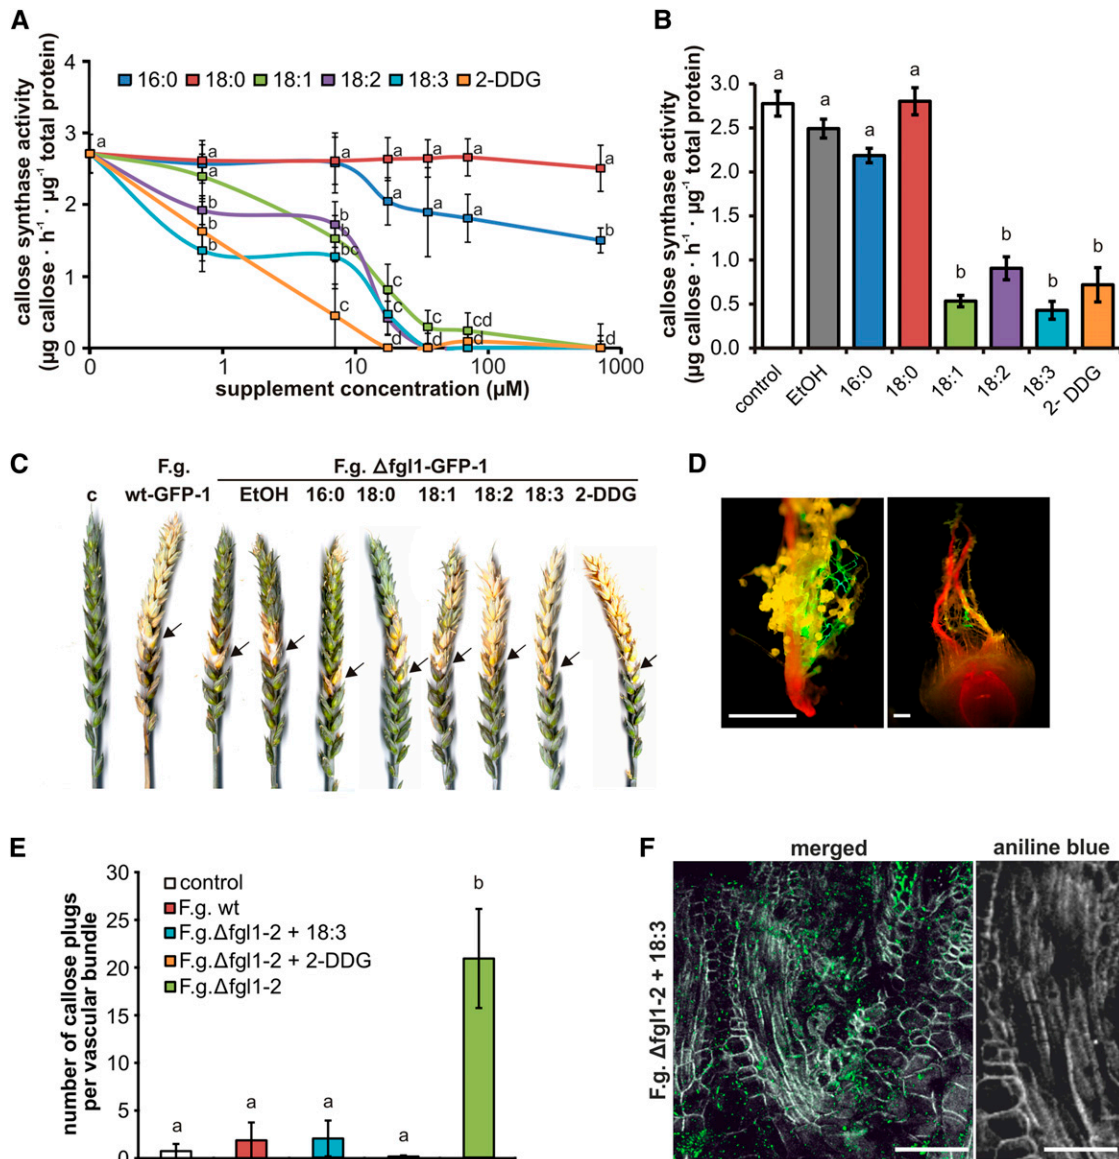 A
callose synthase activity
(µg callose · h⁻¹ · µg⁻¹ total protein)
4
3
2
1
0
16:0 18:0 18:1 18:2 18:3 2-DDG
a
a
a
b
b
b
a
a
b
b
bc
c
a
a
c
c
d
a
a
c
d
a
a
cd
d
a
b
d
0 1 10 100 1000
supplement concentration (µM)
B
callose synthase activity
(µg callose · h⁻¹ · µg⁻¹ total protein)
3.0
2.5
2.0
1.5
1.0
0.5
0.0
a a a a b b b b
control EtOH 16:0 18:0 18:1 18:2 18:3 2- DDG
C
F.g. F.g. Δfgl1-GFP-1
c wt-GFP-1 EtOH 16:0 18:0 18:1 18:2 18:3 2-DDG
D
E
number of callose plugs
per vascular bundle
30
25
20
15
10
5
0
control
F.g. wt
F.g.Δfgl1-2 + 18:3
F.g.Δfgl1-2 + 2-DDG
F.g.Δfgl1-2
a a a a b
F
merged aniline blue
F.g. Δfgl1-2 + 18:3